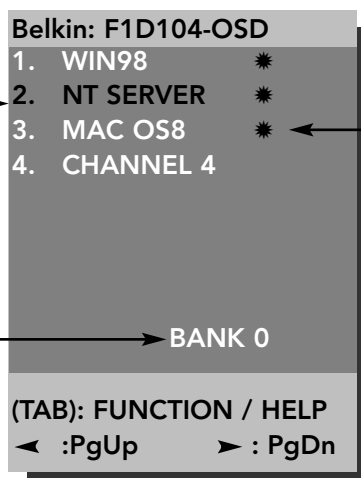 Belkin: F1D104-OSD
1. WIN98 ✹
2. NT SERVER ✹
3. MAC OS8 ✹
4. CHANNEL 4
BANK 0
(TAB): FUNCTION / HELP
◄ :PgUp ► : PgDn